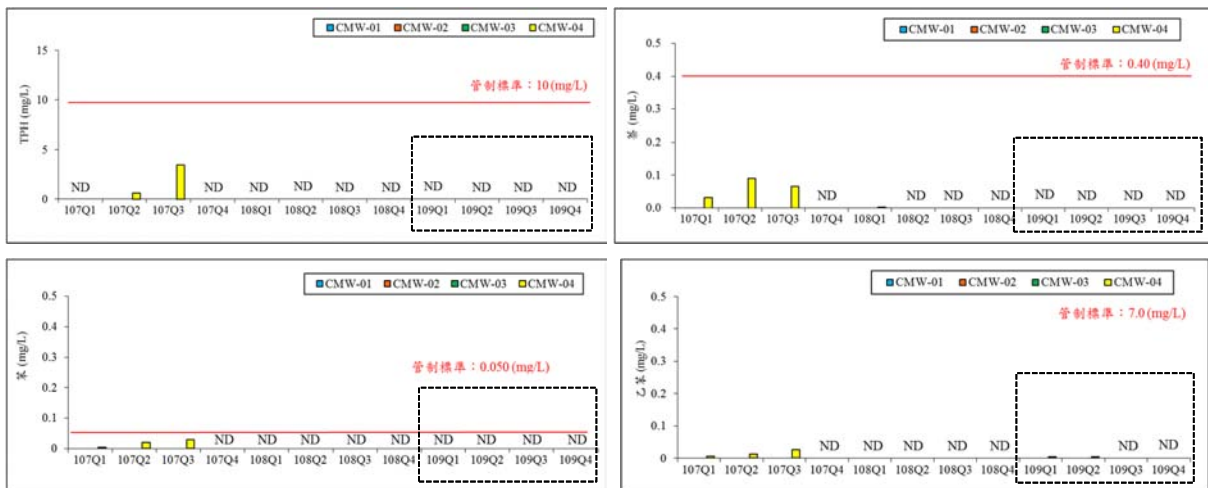 CMW-01 CMW-02 CMW-03 CMW-04
15
管制標準：10 (mg/L)
10
TPH (mg/L)
5
ND ND ND ND ND ND ND ND ND ND
0
107Q1 107Q2 107Q3 107Q4 108Q1 108Q2 108Q3 108Q4 109Q1 109Q2 109Q3 109Q4
CMW-01 CMW-02 CMW-03 CMW-04
0.5
管制標準：0.40 (mg/L)
0.4
0.3
萘 (mg/L)
0.2
0.1
ND ND ND ND ND ND ND ND
0.0
107Q1 107Q2 107Q3 107Q4 108Q1 108Q2 108Q3 108Q4 109Q1 109Q2 109Q3 109Q4
CMW-01 CMW-02 CMW-03 CMW-04
0.5
0.4
0.3
苯 (mg/L)
管制標準：0.050 (mg/L)
0.2
0.1
ND ND ND ND ND ND ND ND ND
0
107Q1 107Q2 107Q3 107Q4 108Q1 108Q2 108Q3 108Q4 109Q1 109Q2 109Q3 109Q4
CMW-01 CMW-02 CMW-03 CMW-04
0.5
管制標準：7.0 (mg/L)
0.4
0.3
乙苯 (mg/L)
0.2
0.1
ND ND ND ND ND ND ND
0
107Q1 107Q2 107Q3 107Q4 108Q1 108Q2 108Q3 108Q4 109Q1 109Q2 109Q3 109Q4